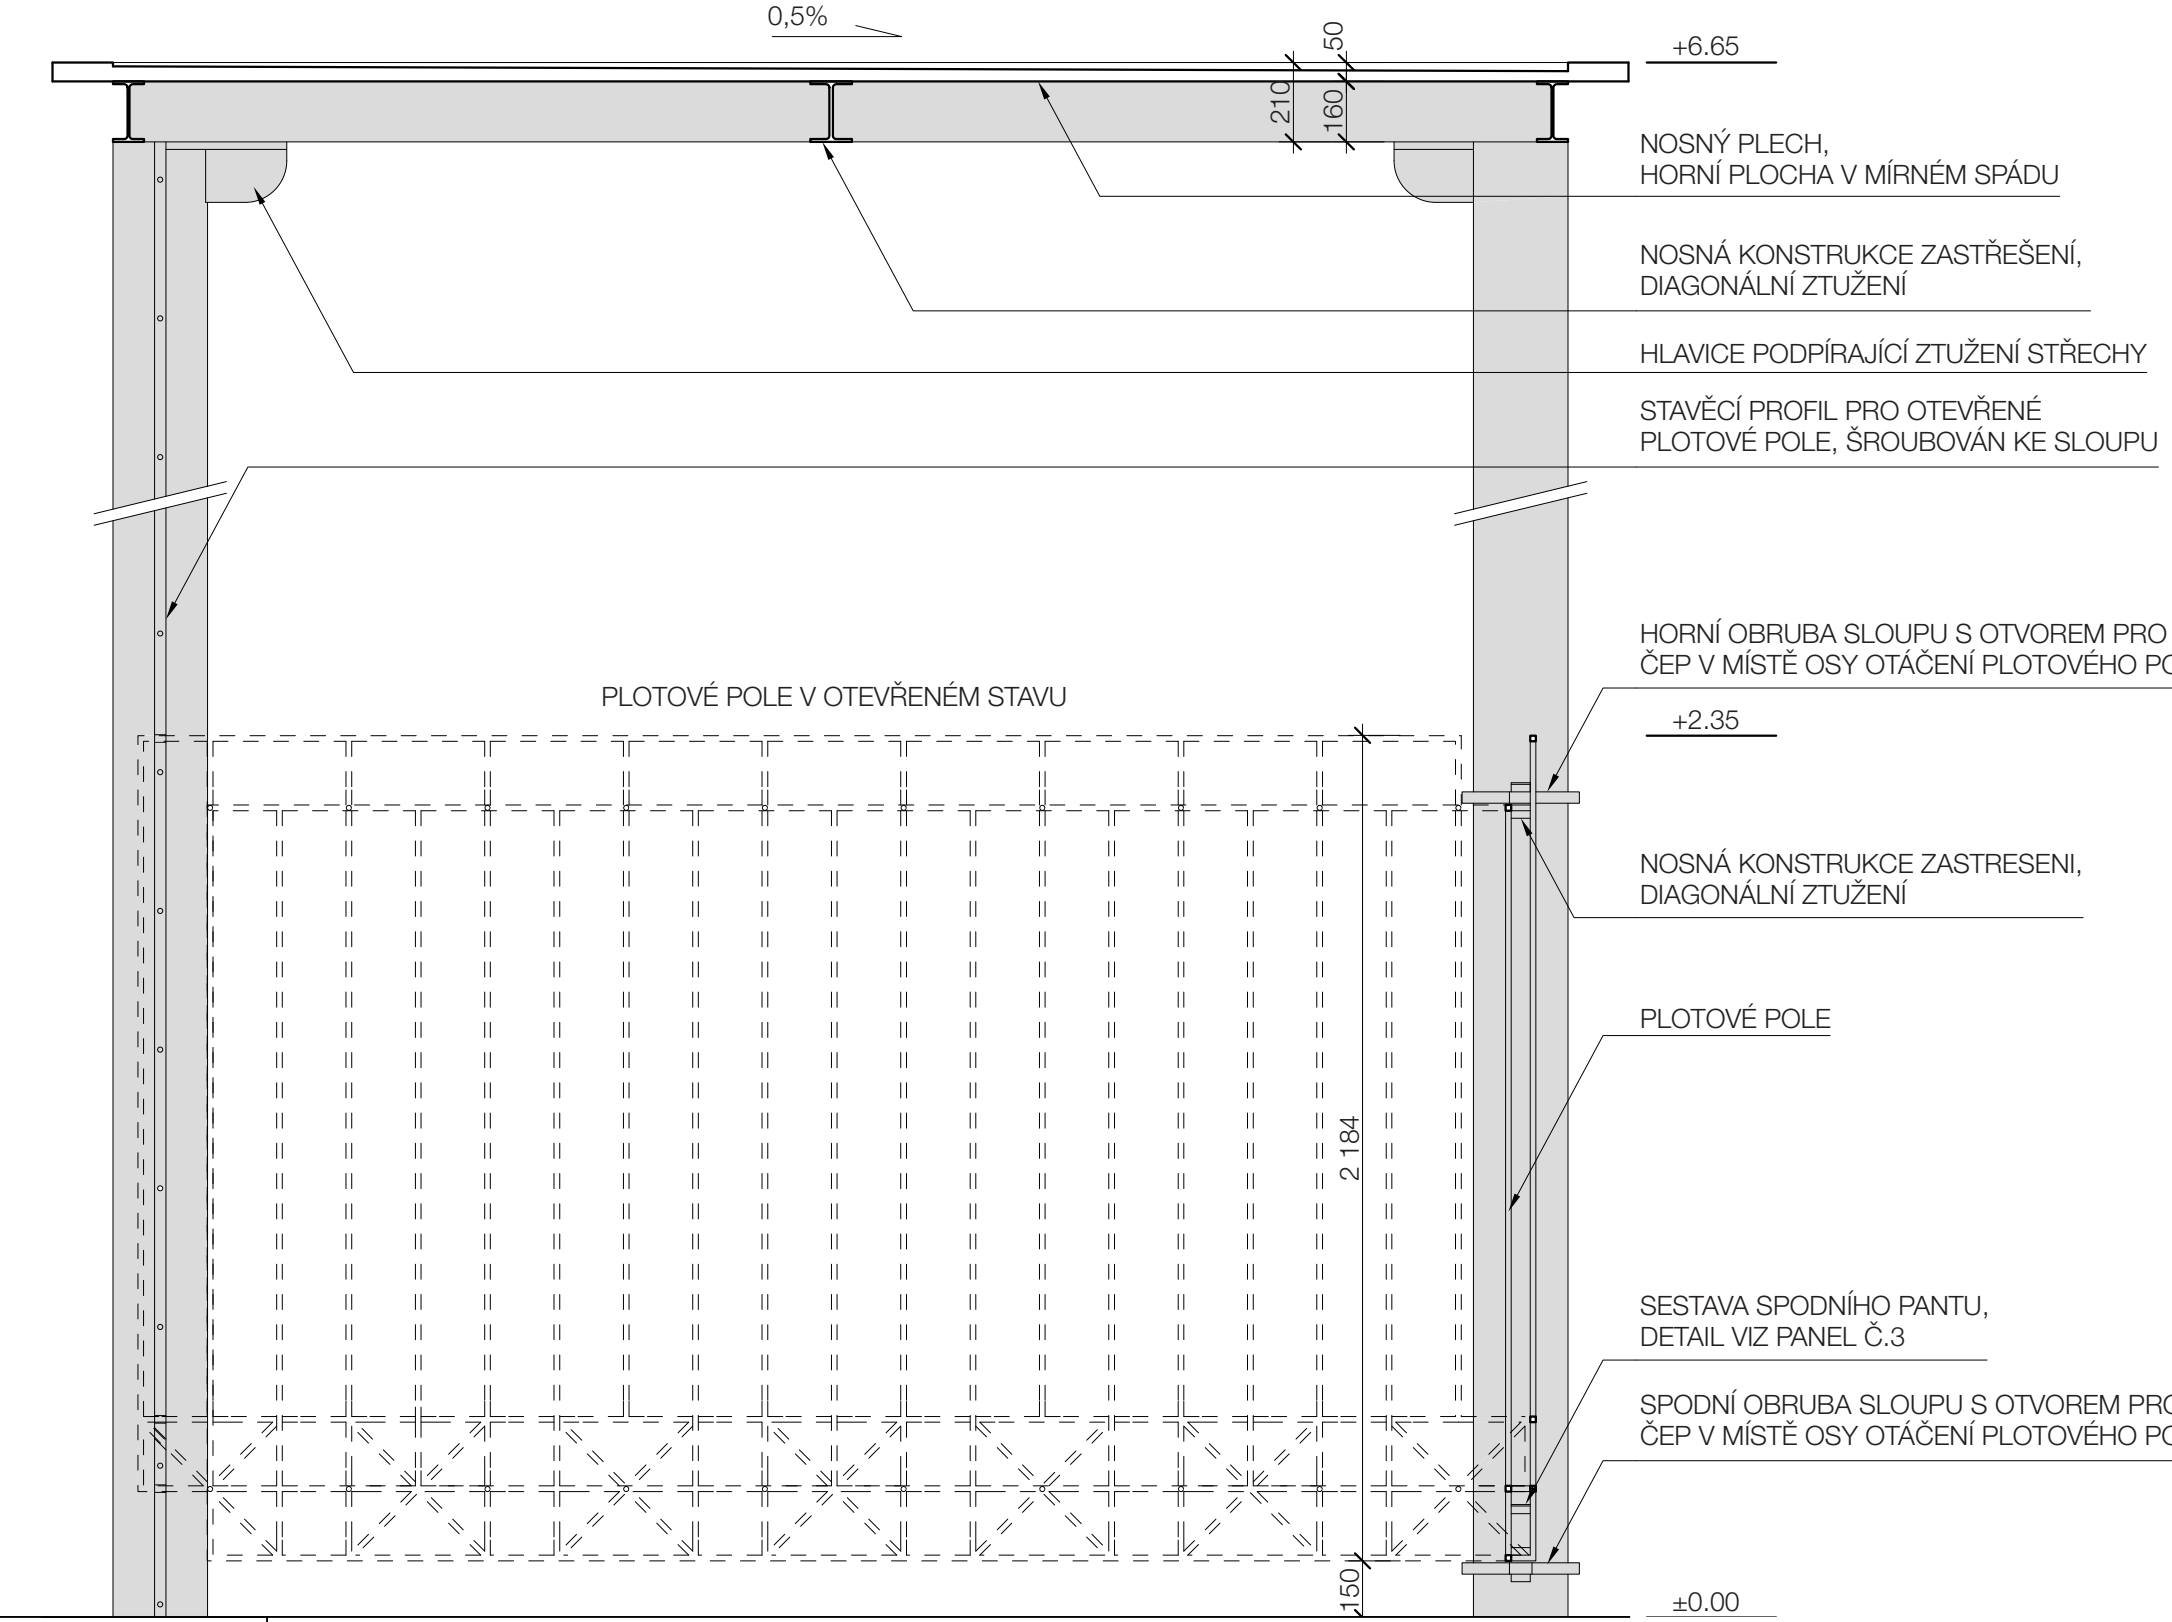 0,5%
50
+6.65
210
160
NOSNÝ PLECH,
HORNÍ PLOCHA V MÍRNÉM SPÁDU
NOSNÁ KONSTRUKCE ZASTŘEŠENÍ,
DIAGONÁLNÍ ZTUŽENÍ
HLAVICE PODPÍRAJÍCÍ ZTUŽENÍ STŘECHY
STAVĚCÍ PROFIL PRO OTEVŘENÉ
PLOTOVÉ POLE, ŠROUBOVÁN KE SLOUPU
HORNÍ OBRUBA SLOUPU S OTVOREM PRO
ČEP V MÍSTĚ OSY OTÁČENÍ PLOTOVÉHO PO
PLOTOVÉ POLE V OTEVŘENÉM STAVU
+2.35
NOSNÁ KONSTRUKCE ZASTRESENI,
DIAGONÁLNÍ ZTUŽENÍ
PLOTOVÉ POLE
2 184
SESTAVA SPODNÍHO PANTU,
DETAIL VIZ PANEL Č.3
SPODNÍ OBRUBA SLOUPU S OTVOREM PRO
ČEP V MÍSTĚ OSY OTÁČENÍ PLOTOVÉHO PO
150
±0.00